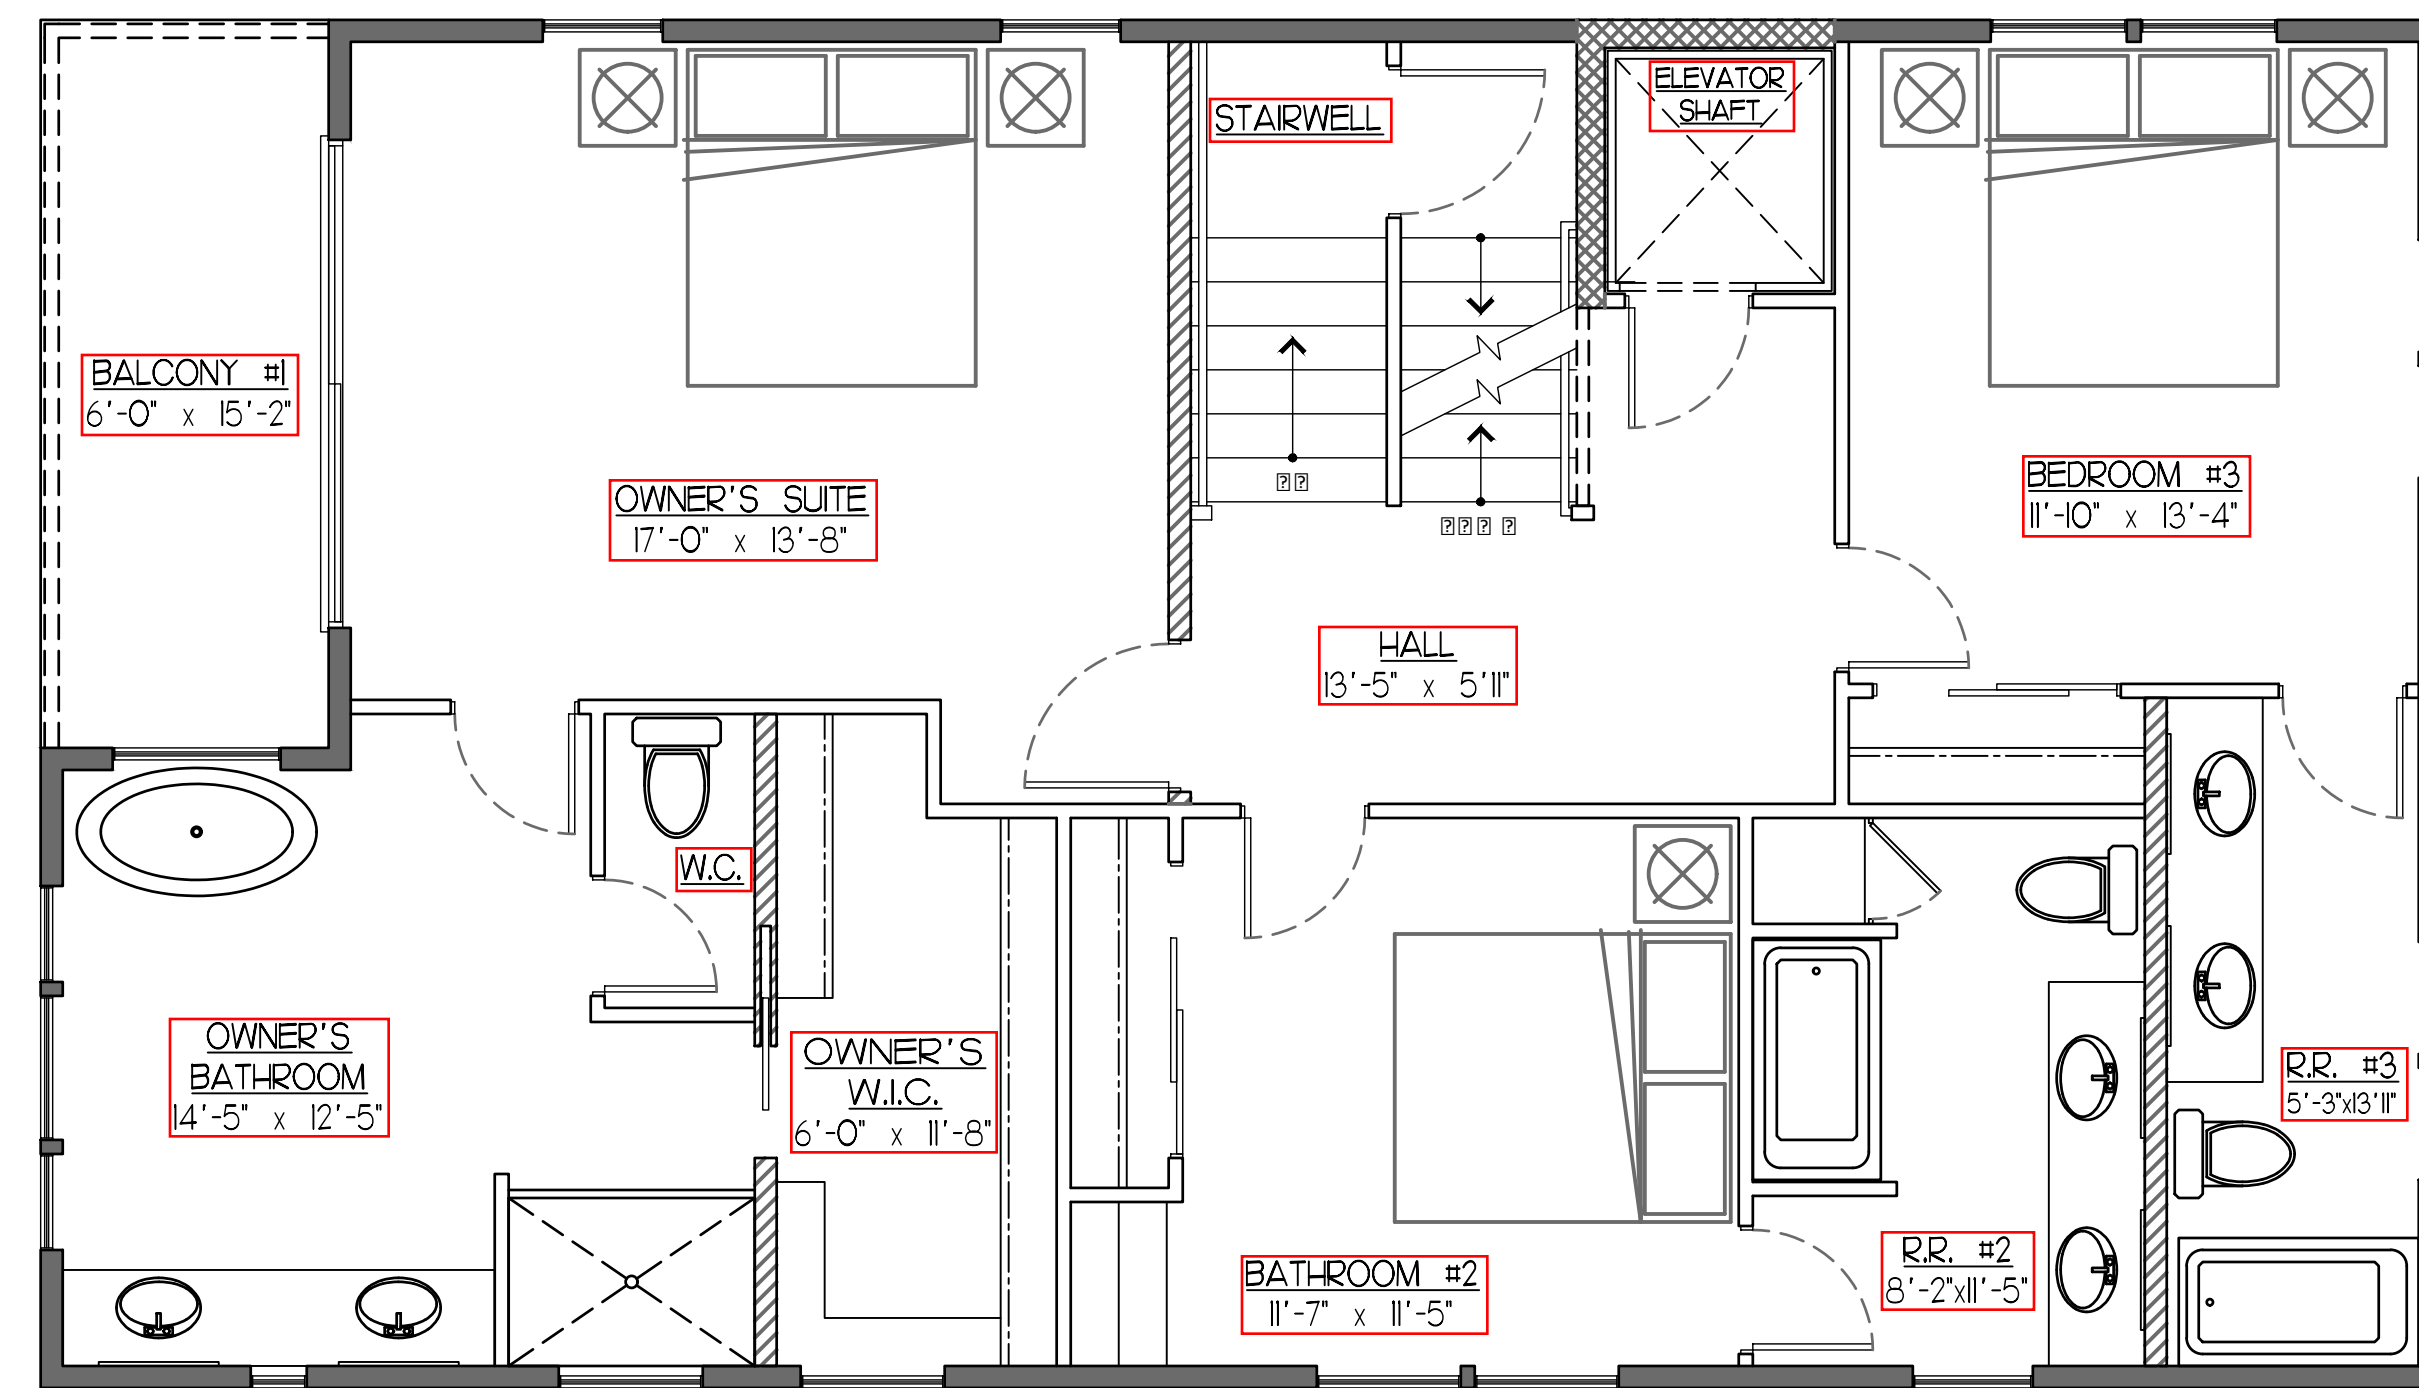 ELEVATOR
SHAFT
STAIRWELL
BALCONY #1
6'-0" x 15'-2"
OWNER'S SUITE
17'-0" x 13'-8"
BEDROOM #3
11'-10" x 13'-4"
HALL
13'-5" x 5'11"
W.C.
OWNER'S
BATHROOM
14'-5" x 12'-5"
OWNER'S
W.I.C.
6'-0" x 11'-8"
R.R. #3
5'-3"x13'11"
BATHROOM #2
11'-7" x 11'-5"
R.R. #2
8'-2"x11'-5"